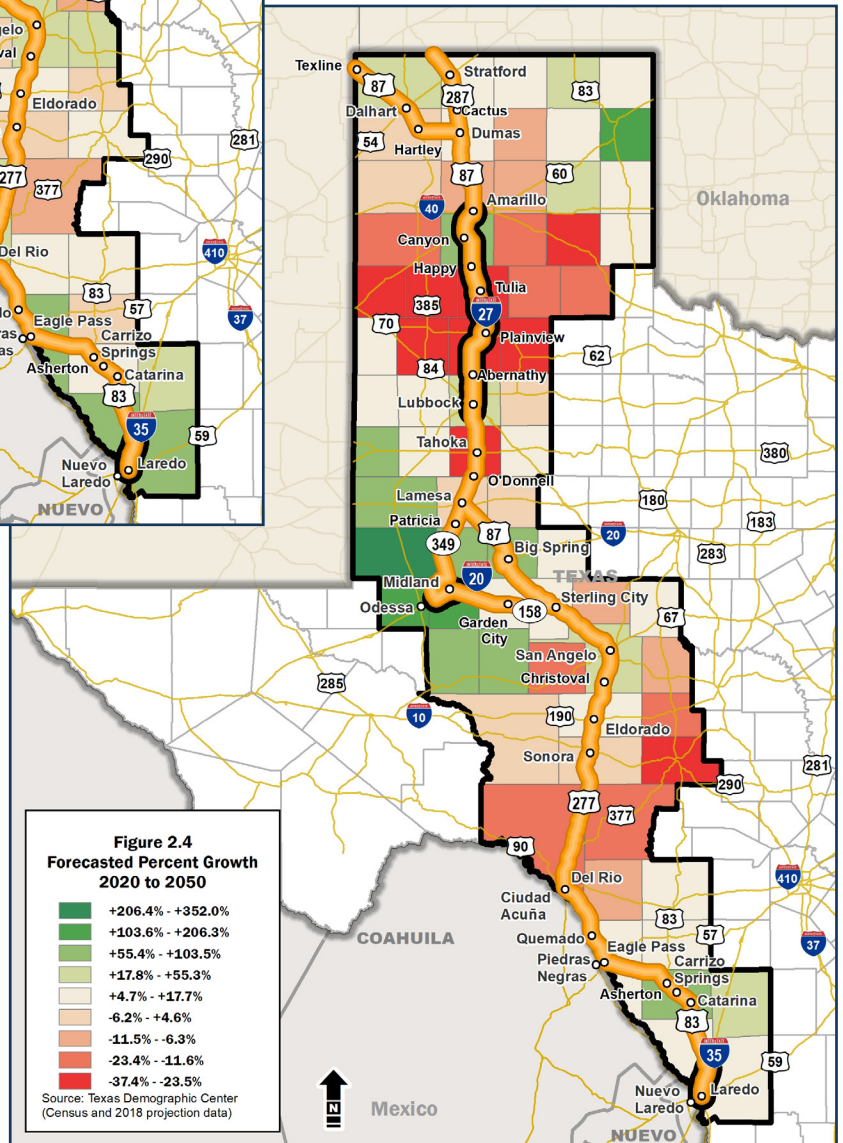 Eldorado
281
290
277
377
Del Rio
410
83
57
37
Eagle Pass
Carrizo
Springs
Asherton
Catarina
83
35
59
Nuevo
Laredo
Laredo
NUEVO
Texline
87
Stratford
83
287
Cactus
Dalhart
Dumas
54
Hartley
87
60
40
Amarillo
Oklahoma
Canyon
Happy
Tulia
385
27
70
Plainview
62
84
Abernathy
Lubbock
Tahoka
380
O'Donnell
Lamesa
180
Patricia
183
87
20
349
Big Spring
283
20
TEXAS
Midland
Sterling City
Odessa
158
67
Garden
City
San Angelo
Christoval
285
10
190
Eldorado
Sonora
281
290
277
377
90
Del Rio
410
Ciudad
Acuña
83
COAHUILA
Quemado
57
37
Eagle Pass
Piedras
Negras
Carrizo
Springs
Asherton
Catarina
83
35
59
Nuevo
Laredo
Laredo
NUEVO
Mexico
N
Figure 2.4
Forecasted Percent Growth
2020 to 2050
+206.4% - +352.0%
+103.6% - +206.3%
+55.4% - +103.5%
+17.8% - +55.3%
+4.7% - +17.7%
-6.2% - +4.6%
-11.5% - -6.3%
-23.4% - -11.6%
-37.4% - -23.5%
Source: Texas Demographic Center
(Census and 2018 projection data)